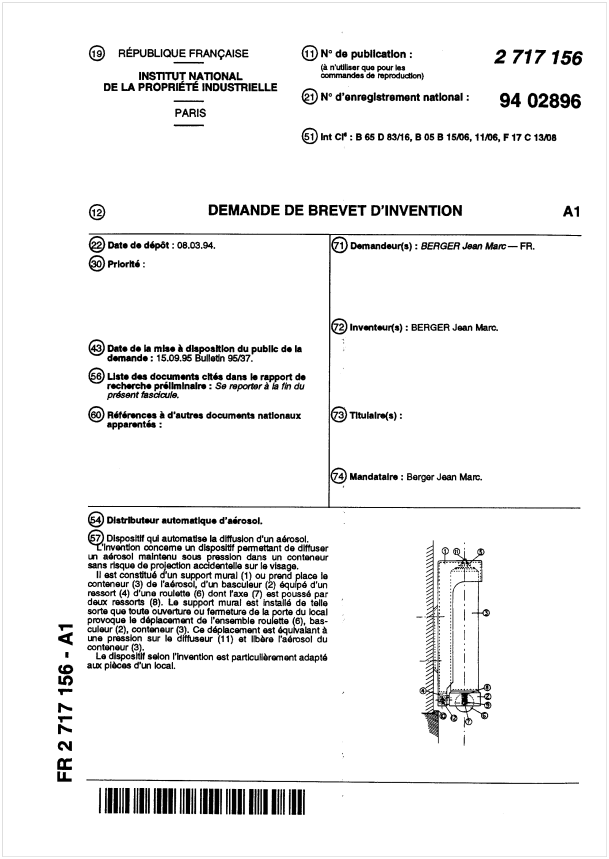 (19) RÉPUBLIQUE FRANÇAISE
INSTITUT NATIONAL
DE LA PROPRIÉTÉ INDUSTRIELLE
PARIS
(11) N° de publication : 2 717 156
(à n'utiliser que pour les
commandes de reproduction)
(21) N° d'enregistrement national : 94 02896
(51) Int Cl⁶ : B 65 D 83/16, B 05 B 15/06, 11/06, F 17 C 13/08
(12) DEMANDE DE BREVET D'INVENTION A1
(22) Date de dépôt : 08.03.94.
(30) Priorité :
(43) Date de la mise à disposition du public de la
demande : 15.09.95 Bulletin 95/37.
(56) Liste des documents cités dans le rapport de
recherche préliminaire : Se reporter à la fin du
présent fascicule.
(60) Références à d'autres documents nationaux
apparentés :
(71) Demandeur(s) : BERGER Jean Marc — FR.
(72) Inventeur(s) : BERGER Jean Marc.
(73) Titulaire(s) :
(74) Mandataire : Berger Jean Marc.
(54) Distributeur automatique d'aérosol.
(57) Dispositif qui automatise la diffusion d'un aérosol.
L'invention concerne un dispositif permettant de diffuser
un aérosol maintenu sous pression dans un conteneur
sans risque de projection accidentelle sur le visage.
Il est constitué d'un support mural (1) ou prend place le
conteneur (3) de l'aérosol, d'un basculeur (2) équipé d'un
ressort (4) d'une roulette (6) dont l'axe (7) est poussé par
deux ressorts (8). Le support mural est installé de telle
sorte que toute ouverture ou fermeture de la porte du local
provoque le déplacement de l'ensemble roulette (6), bas-
culeur (2), conteneur (3). Ce déplacement est équivalant à
une pression sur le diffuseur (11) et libère l'aérosol du
conteneur (3).
Le dispositif selon l'invention est particulièrement adapté
aux pièces d'un local.
FR 2 717 156 - A1
1 11 5
3
4
8
2
9
6
10 12 7